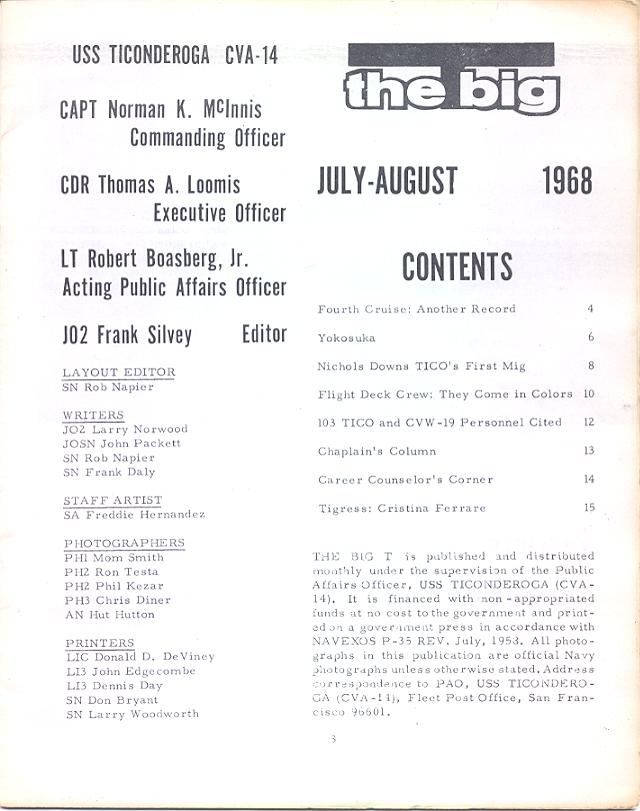 USS TICONDEROGA CVA-14
CAPT Norman K. McInnis
Commanding Officer
CDR Thomas A. Loomis
Executive Officer
LT Robert Boasberg, Jr.
Acting Public Affairs Officer
JO2 Frank Silvey Editor
LAYOUT EDITOR
SN Rob Napier
WRITERS
JO2 Larry Norwood
JOSN John Packett
SN Rob Napier
SN Frank Daly
STAFF ARTIST
SA Freddie Hernandez
PHOTOGRAPHERS
PH1 Mom Smith
PH2 Ron Testa
PH2 Phil Kezar
PH3 Chris Diner
AN Hut Hutton
PRINTERS
LIC Donald D. DeViney
LI3 John Edgecombe
LI3 Dennis Day
SN Don Bryant
SN Larry Woodworth
the big T
JULY-AUGUST 1968
CONTENTS
Fourth Cruise: Another Record 4
Yokosuka 6
Nichols Downs TICO's First Mig 8
Flight Deck Crew: They Come in Colors 10
103 TICO and CVW-19 Personnel Cited 12
Chaplain's Column 13
Career Counselor's Corner 14
Tigress: Cristina Ferrare 15
THE BIG T is published and distributed
monthly under the supervision of the Public
Affairs Officer, USS TICONDEROGA (CVA-
14). It is financed with non-appropriated
funds at no cost to the government and print-
ed on a government press in accordance with
NAVEXOS P-35 REV. July, 1958. All photo-
graphs in this publication are official Navy
photographs unless otherwise stated. Address
correspondence to PAO, USS TICONDERO-
GA (CVA-14), Fleet Post Office, San Fran-
cisco 96601.
3